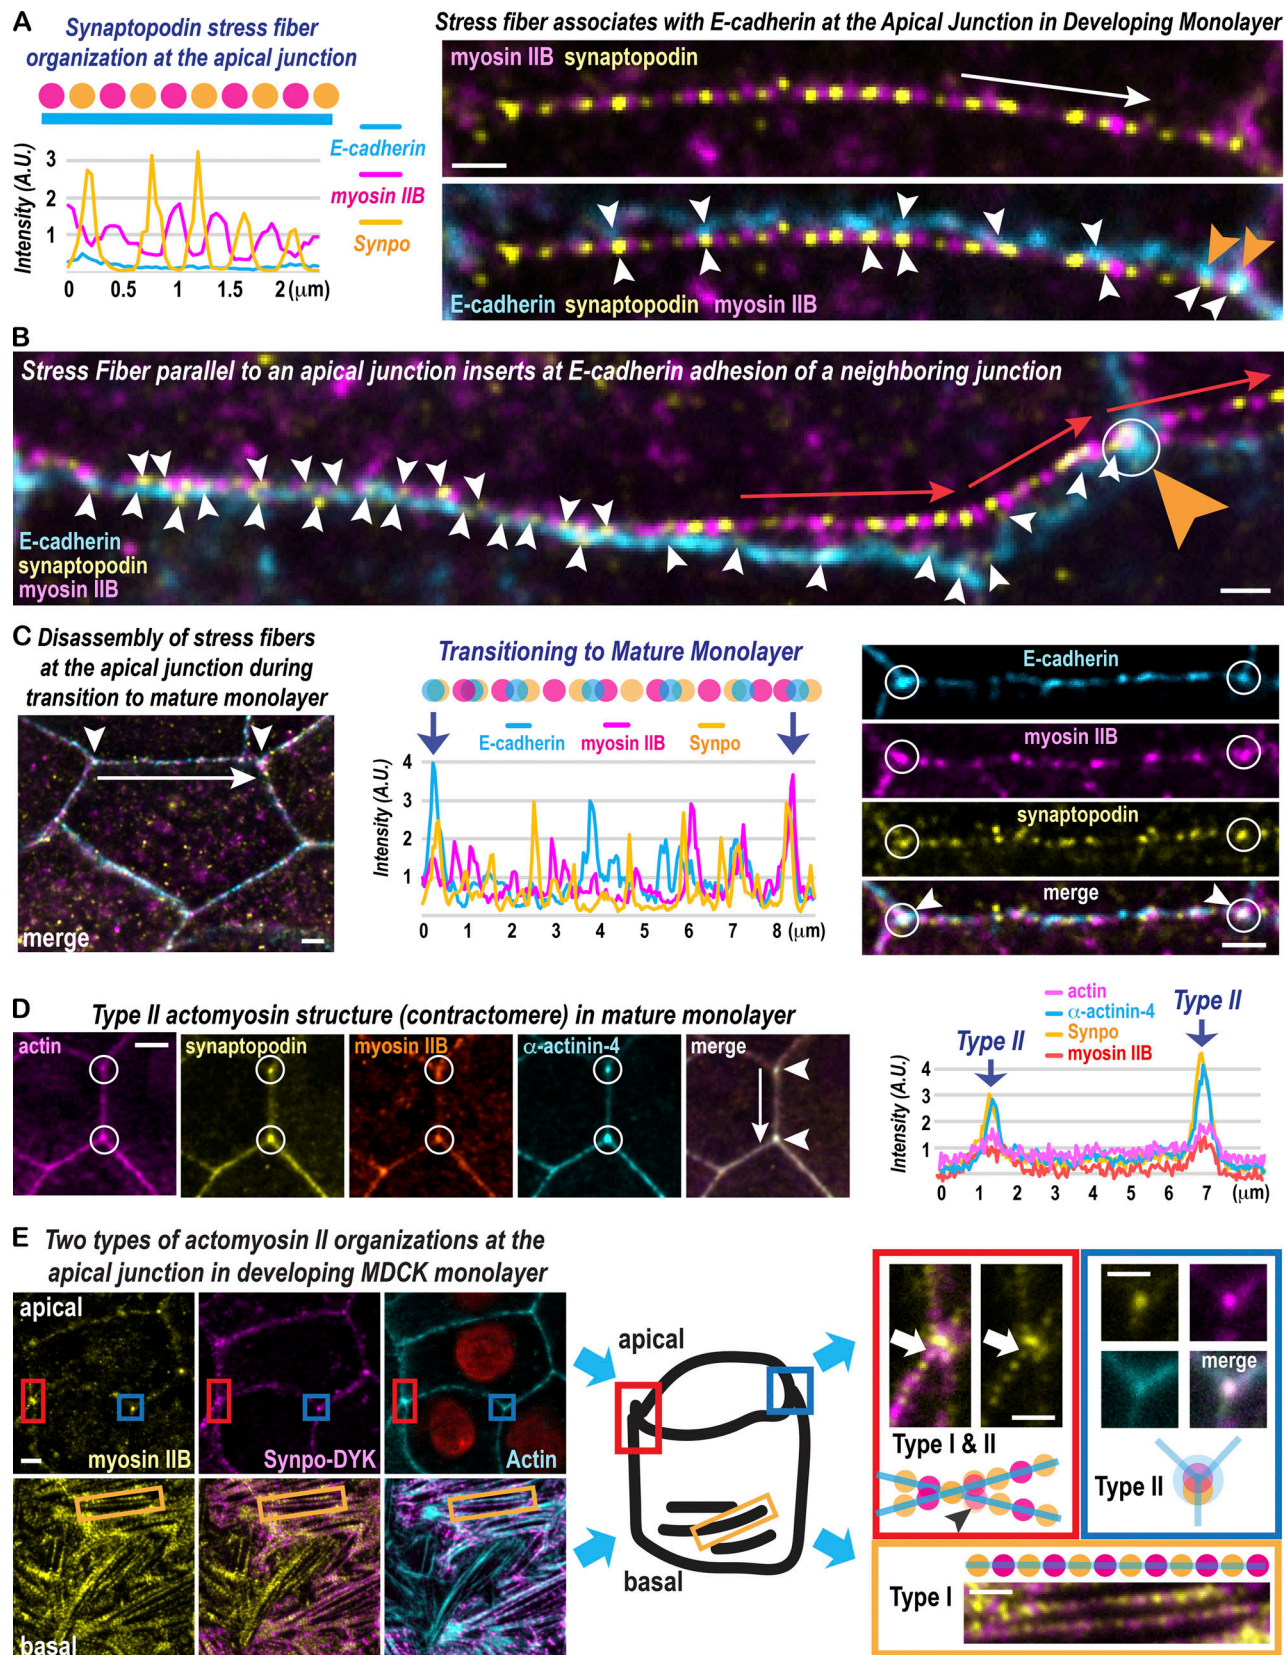 A
Synaptopodin stress fiber
organization at the apical junction
E-cadherin
myosin IIB
Synpo
Intensity (A.U.)
3
2
1
0
0 0.5 1 1.5 2 (μm)
Stress fiber associates with E-cadherin at the Apical Junction in Developing Monolayer
myosin IIB synaptopodin
E-cadherin synaptopodin myosin IIB
B
Stress Fiber parallel to an apical junction inserts at E-cadherin adhesion of a neighboring junction
E-cadherin
synaptopodin
myosin IIB
C
Disassembly of stress fibers
at the apical junction during
transition to mature monolayer
merge
Transitioning to Mature Monolayer
E-cadherin myosin IIB Synpo
Intensity (A.U.)
4
3
2
1
0 1 2 3 4 5 6 7 8 (μm)
E-cadherin
myosin IIB
synaptopodin
merge
D
Type II actomyosin structure (contractomere) in mature monolayer
actin
synaptopodin
myosin IIB
α-actinin-4
merge
actin
α-actinin-4
Synpo
myosin IIB
Type II
Type II
Intensity (A.U.)
4
3
2
1
0 1 2 3 4 5 6 7 (μm)
E
Two types of actomyosin II organizations at the
apical junction in developing MDCK monolayer
apical
myosin IIB
Synpo-DYK
Actin
basal
apical
basal
Type I & II
merge
Type II
Type I